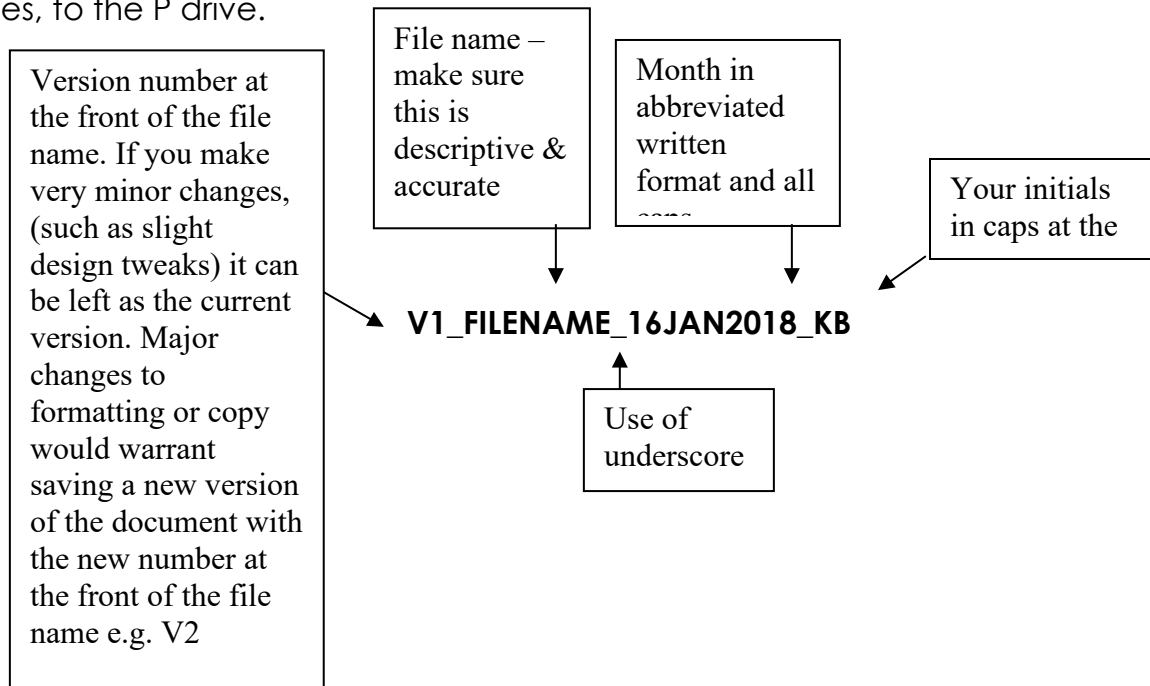 es, to the P drive.
Version number at
the front of the file
name. If you make
very minor changes,
(such as slight
design tweaks) it can
be left as the current
version. Major
changes to
formatting or copy
would warrant
saving a new version
of the document with
the new number at
the front of the file
name e.g. V2
File name –
make sure
this is
descriptive &
accurate
Month in
abbreviated
written
format and all
caps
Your initials
in caps at the
V1_FILENAME_16JAN2018_KB
Use of
underscore